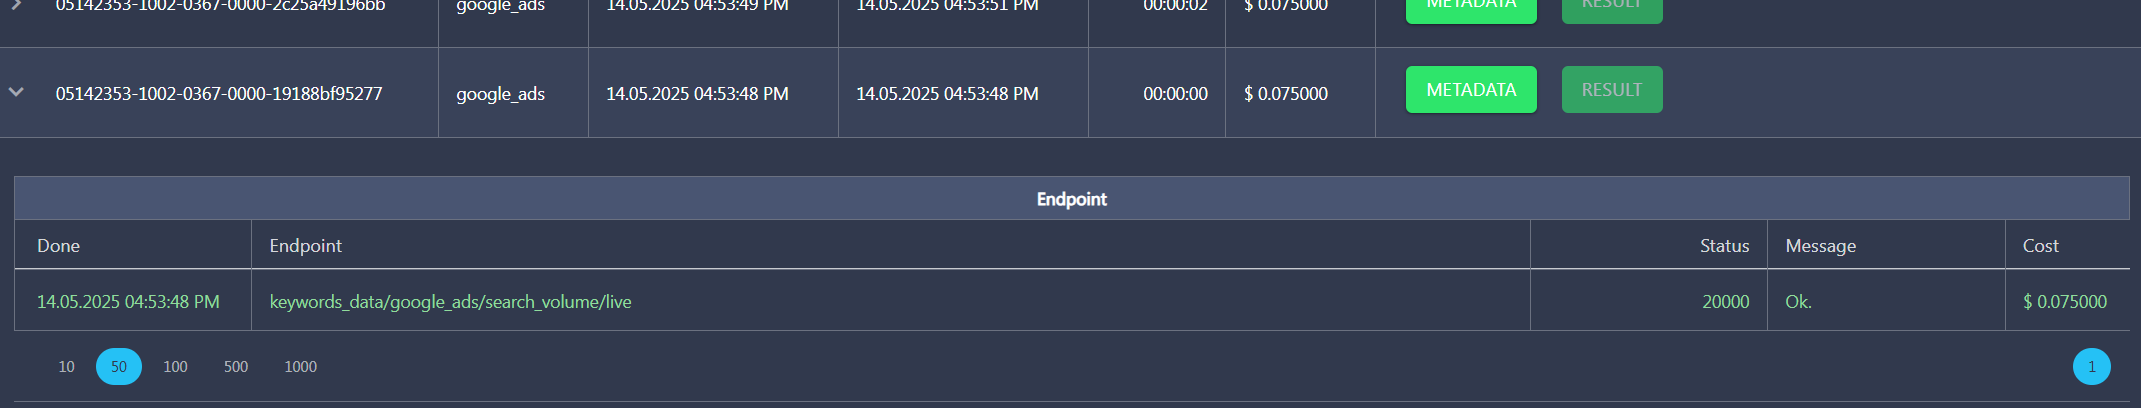 05142353-1002-0367-0000-2c25a49196bb google_ads 14.05.2025 04:53:49 PM 14.05.2025 04:53:51 PM 00:00:02 $ 0.075000 METADATA RESULT
05142353-1002-0367-0000-19188bf95277 google_ads 14.05.2025 04:53:48 PM 14.05.2025 04:53:48 PM 00:00:00 $ 0.075000 METADATA RESULT
Endpoint
Done Endpoint Status Message Cost
14.05.2025 04:53:48 PM keywords_data/google_ads/search_volume/live 20000 Ok. $ 0.075000
10 50 100 500 1000 1